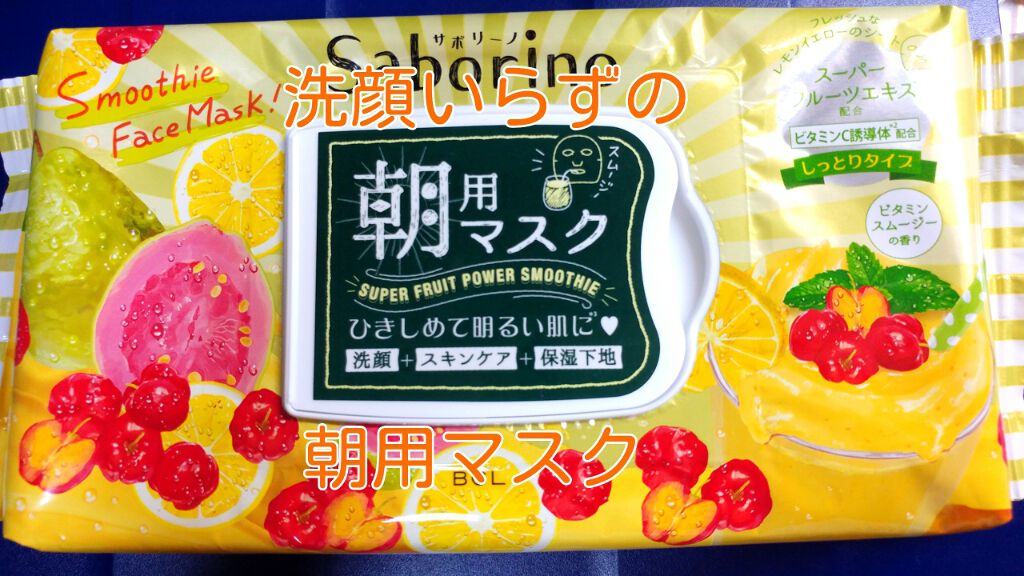 サボリーノ
Saborino
洗顔いらずの
Smoothie
Face Mask!
フレッシュな
レモンイエローのシート
スーパー
フルーツエキス
配合
ビタミンC誘導体※2配合
しっとりタイプ
ビタミン
スムージー
の香り
スムージ
朝用
マスク
SUPER FRUIT POWER SMOOTHIE
ひきしめて明るい肌に♥
洗顔+スキンケア+保湿下地
朝用マスク
BCL